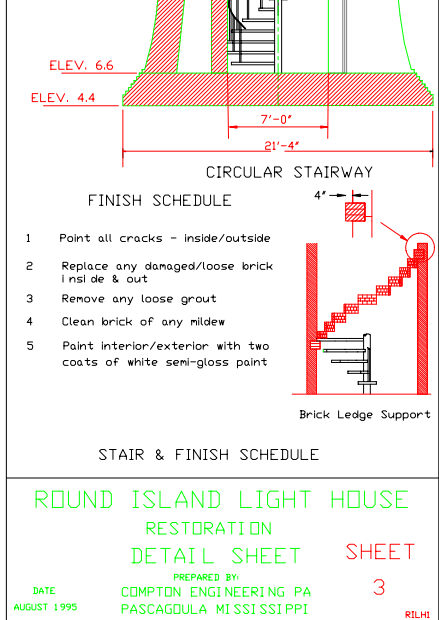 ELEV. 6.6
ELEV. 4.4
7'-0"
21'-4"
CIRCULAR STAIRWAY
FINISH SCHEDULE
4"
1 Point all cracks - inside/outside
2 Replace any damaged/loose brick
inside & out
3 Remove any loose grout
4 Clean brick of any mildew
5 Paint interior/exterior with two
coats of white semi-gloss paint
Brick Ledge Support
STAIR & FINISH SCHEDULE
ROUND ISLAND LIGHT HOUSE
RESTORATION
DETAIL SHEET
SHEET
3
PREPARED BY:
COMPTON ENGINEERING PA
PASCAGOULA MISSISSIPPI
DATE
AUGUST 1995
RILH1